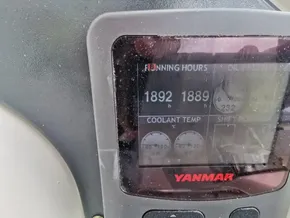 RUNNING HOURS
1892 1889
h h
COOLANT TEMP
YANMAR